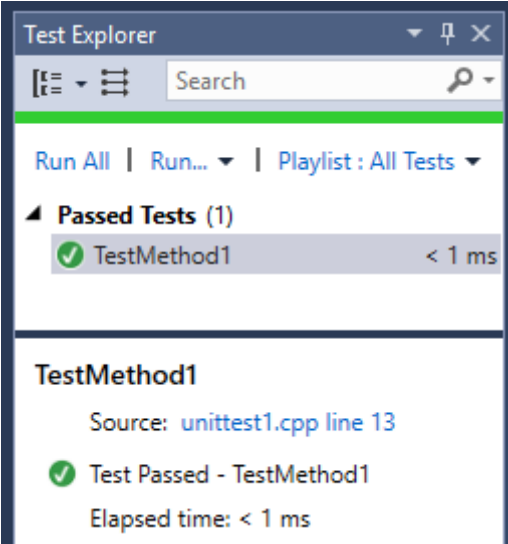 Test Explorer
Search
Run All | Run... | Playlist : All Tests
Passed Tests (1)
TestMethod1 < 1 ms
TestMethod1
Source: unittest1.cpp line 13
Test Passed - TestMethod1
Elapsed time: < 1 ms